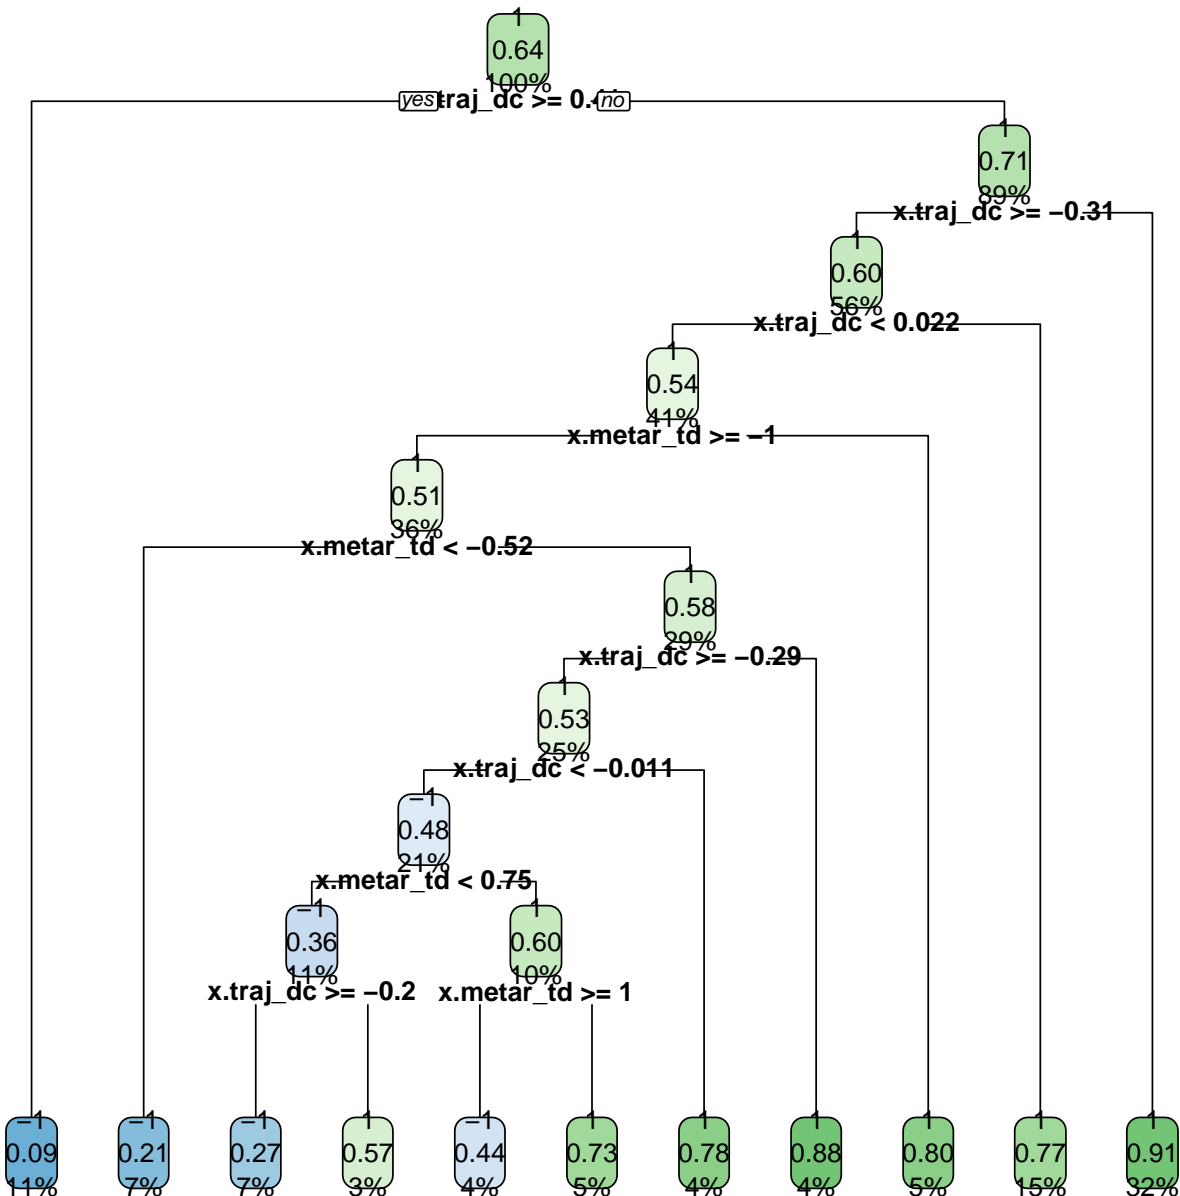 1
0.64
100%
yes traj_dc >= 0. no
1
0.71
89%
x.traj_dc >= −0.31
1
0.60
56%
x.traj_dc < 0.022
1
0.54
41%
x.metar_td >= −1
1
0.51
36%
x.metar_td < −0.52
1
0.58
29%
x.traj_dc >= −0.29
1
0.53
25%
x.traj_dc < −0.011
−1
0.48
21%
x.metar_td < 0.75
−1 1
0.36 0.60
11% 10%
x.traj_dc >= −0.2 x.metar_td >= 1
−1 −1 −1 1 −1 1 1 1 1 1 1
0.09 0.21 0.27 0.57 0.44 0.73 0.78 0.88 0.80 0.77 0.91
11% 7% 7% 3% 4% 5% 4% 4% 5% 15% 32%